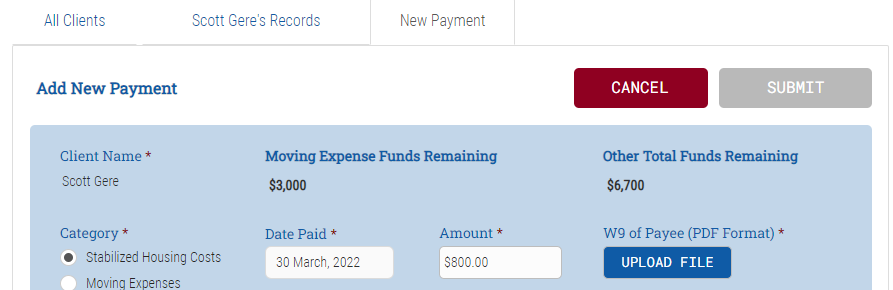 All Clients Scott Gere's Records New Payment
Add New Payment CANCEL SUBMIT
Client Name * Moving Expense Funds Remaining Other Total Funds Remaining
Scott Gere $3,000 $6,700
Category * Date Paid * Amount * W9 of Payee (PDF Format) *
Stabilized Housing Costs 30 March, 2022 $800.00 UPLOAD FILE
Moving Expenses